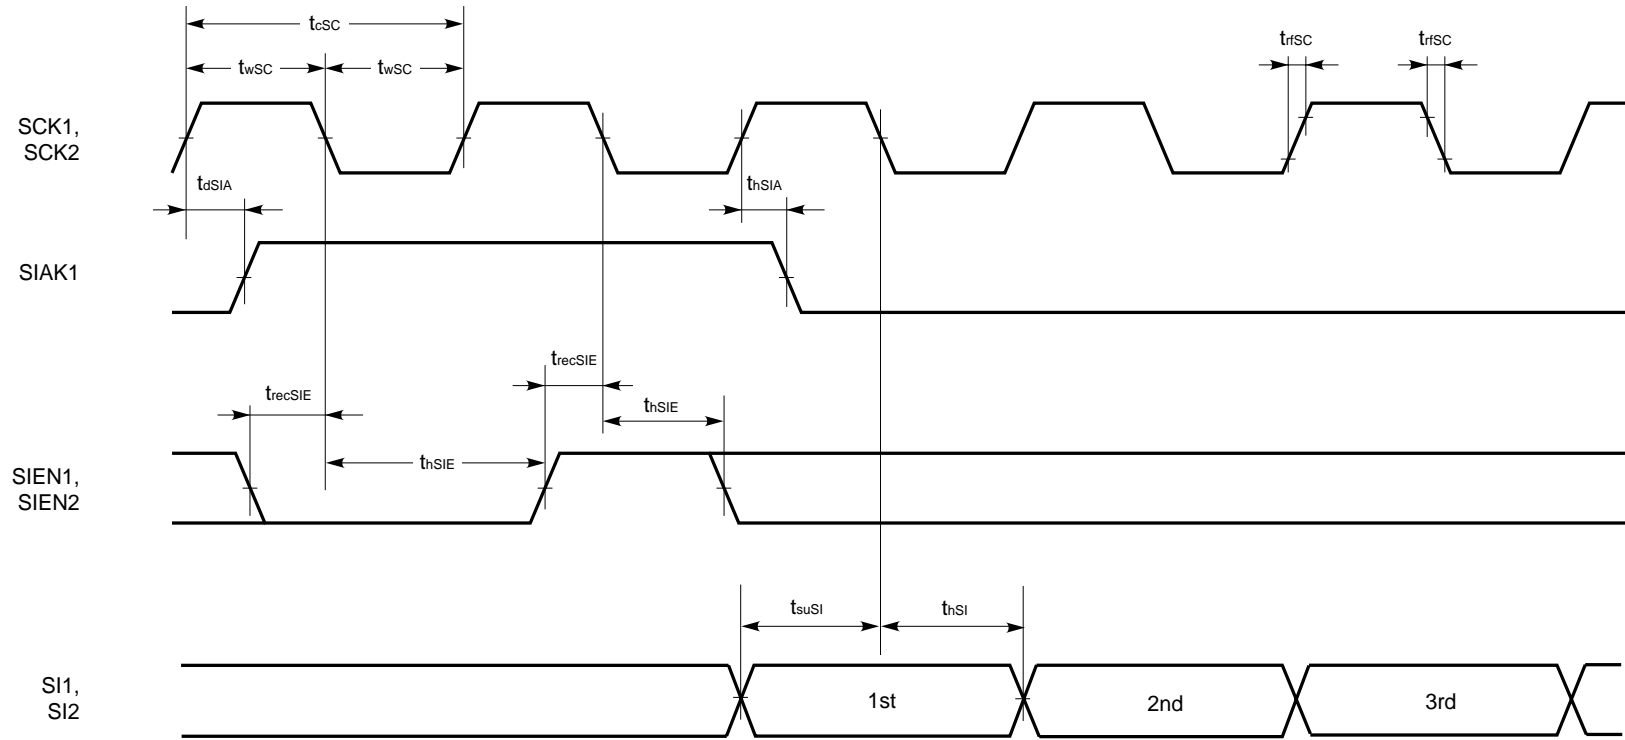 tcSC
twSC
twSC
trfSC
trfSC
SCK1,
SCK2
tdSIA
thSIA
SIAK1
trecSIE
trecSIE
thSIE
thSIE
SIEN1,
SIEN2
tsuSI
thSI
SI1,
SI2
1st
2nd
3rd